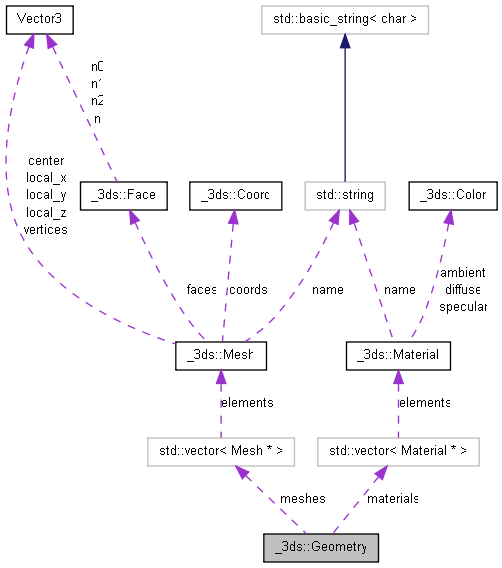 Vector3
std::basic_string< char >
n0
n1
n2
n
center
local_x
local_y
local_z
vertices
_3ds::Face
_3ds::Coord
std::string
_3ds::Color
faces
coords
name
name
ambient
diffuse
specular
_3ds::Mesh
_3ds::Material
elements
elements
std::vector< Mesh * >
std::vector< Material * >
meshes
materials
_3ds::Geometry